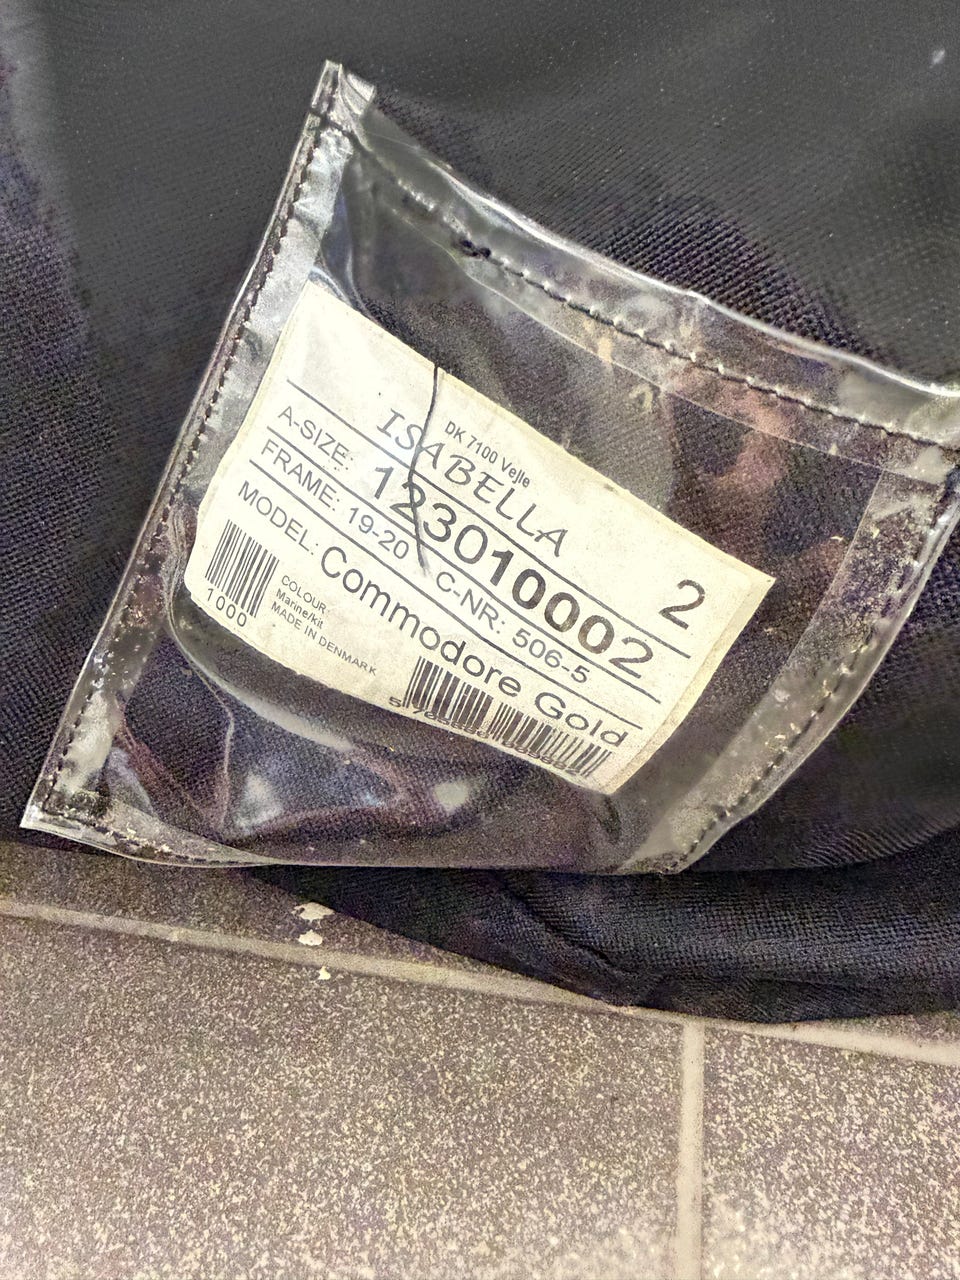 ISABELLA
DK 7100 Vejle
2
A-SIZE: 1000
123010002
FRAME: 19-20 C-NR: 506-5
MODEL: Commodore Gold
COLOUR
Marine/kit
MADE IN DENMARK